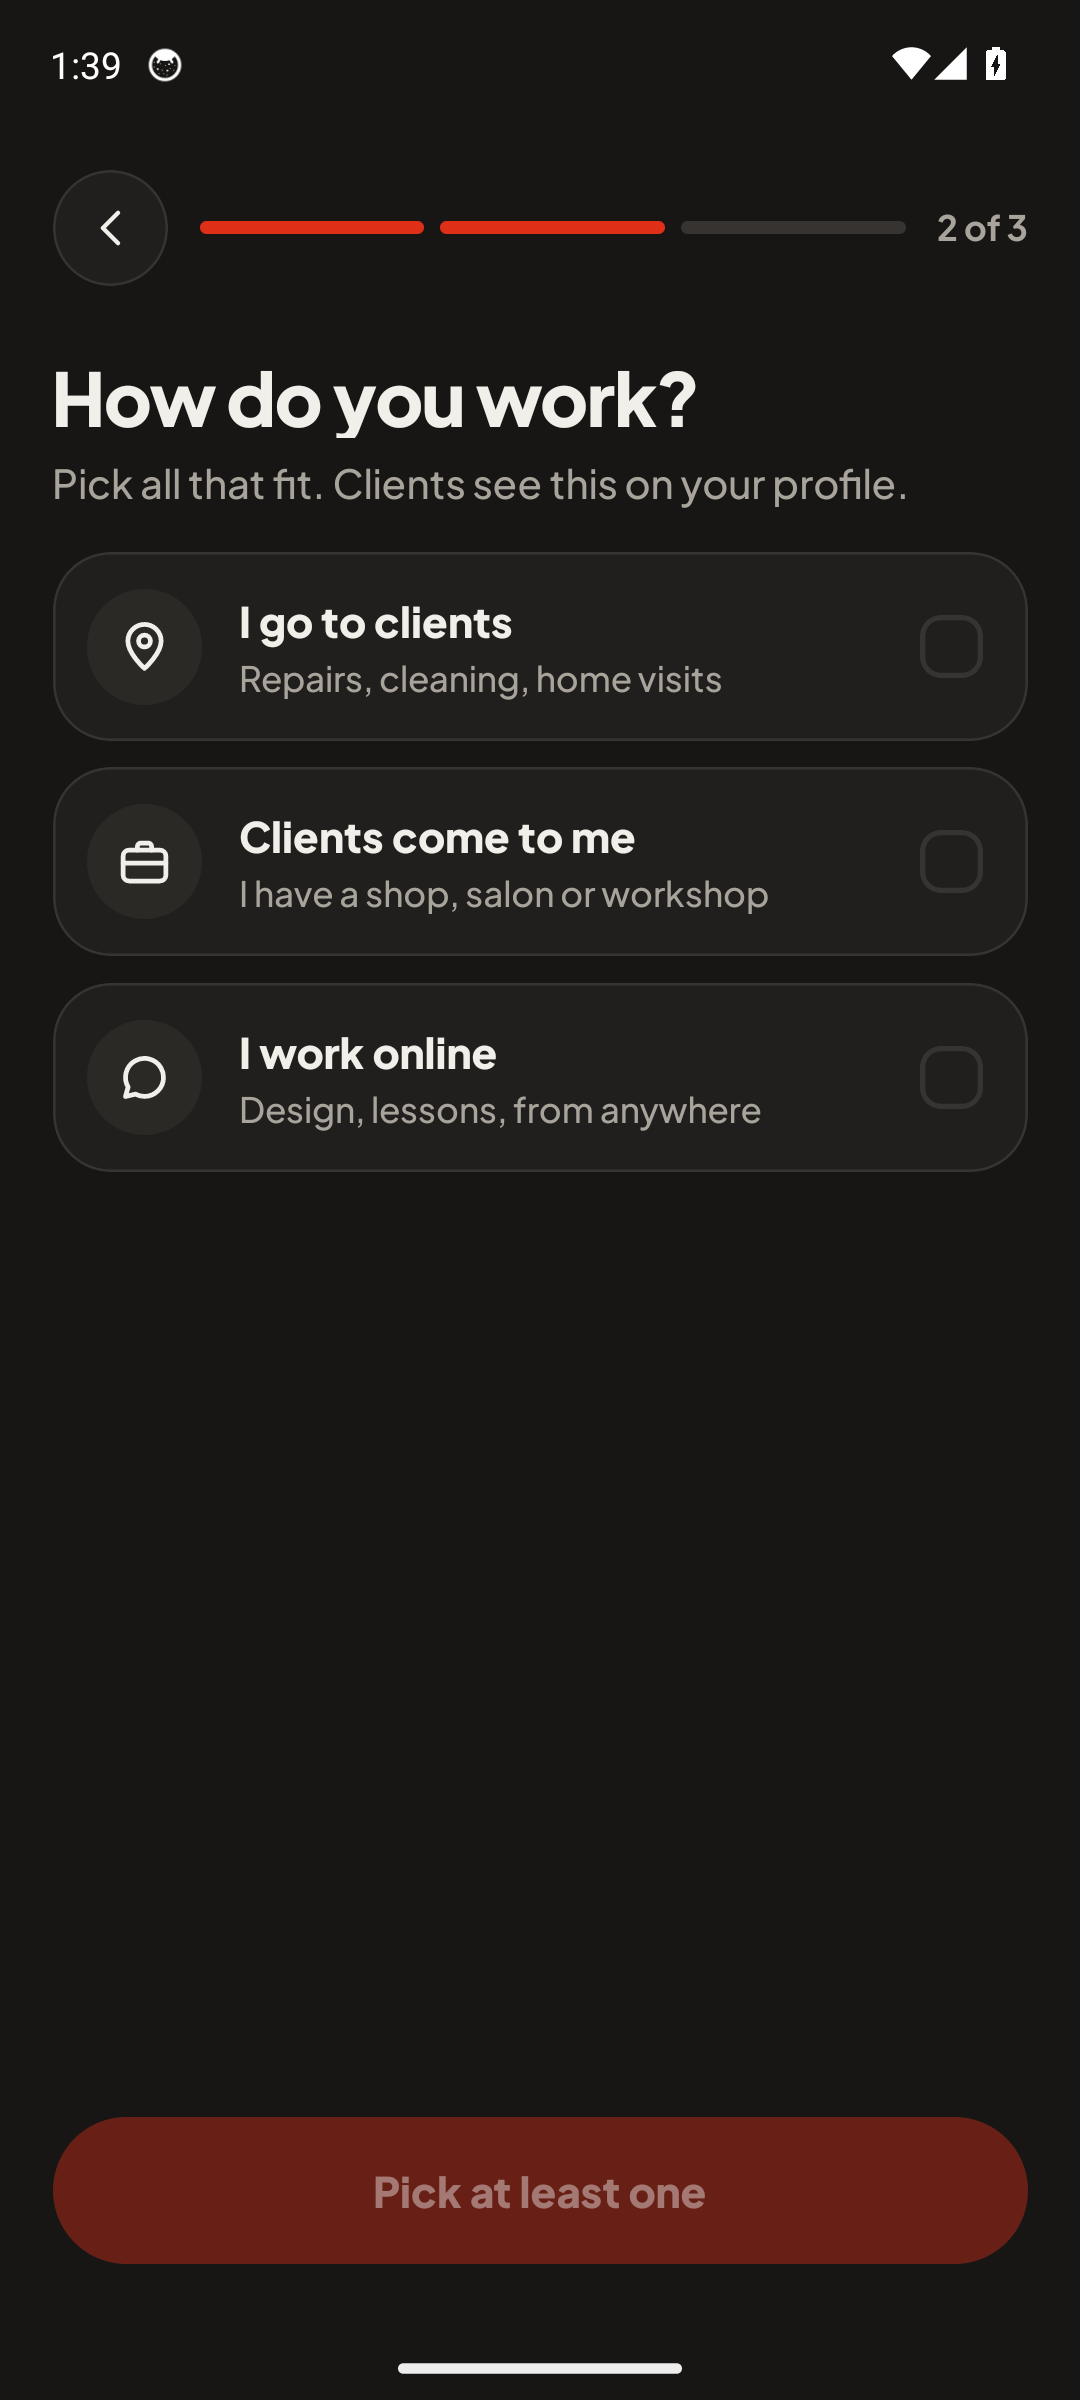 1:39
2 of 3
How do you work?
Pick all that fit. Clients see this on your profile.
I go to clients
Repairs, cleaning, home visits
Clients come to me
I have a shop, salon or workshop
I work online
Design, lessons, from anywhere
Pick at least one